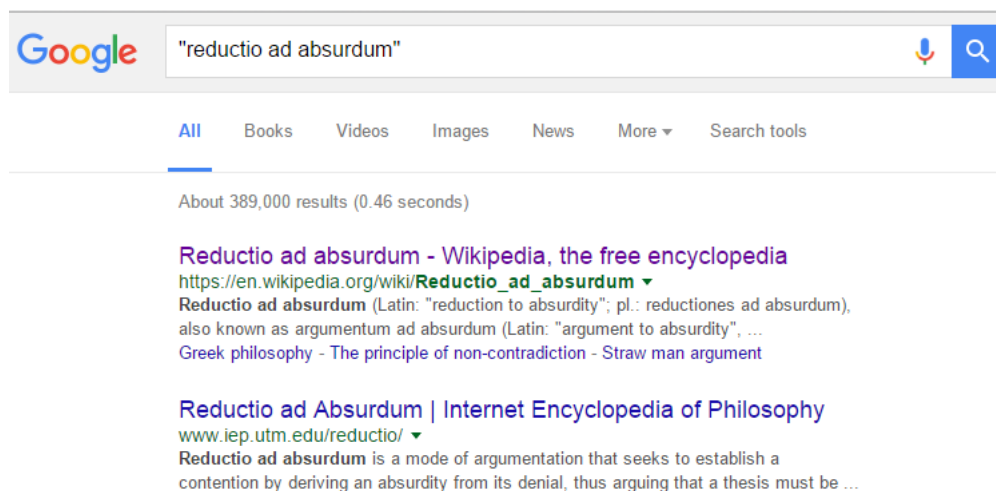 Google "reductio ad absurdum"
All Books Videos Images News More Search tools
About 389,000 results (0.46 seconds)
Reductio ad absurdum - Wikipedia, the free encyclopedia
https://en.wikipedia.org/wiki/Reductio_ad_absurdum
Reductio ad absurdum (Latin: "reduction to absurdity"; pl.: reductiones ad absurdum),
also known as argumentum ad absurdum (Latin: "argument to absurdity", ...
Greek philosophy - The principle of non-contradiction - Straw man argument
Reductio ad Absurdum | Internet Encyclopedia of Philosophy
www.iep.utm.edu/reductio/
Reductio ad absurdum is a mode of argumentation that seeks to establish a
contention by deriving an absurdity from its denial, thus arguing that a thesis must be ...